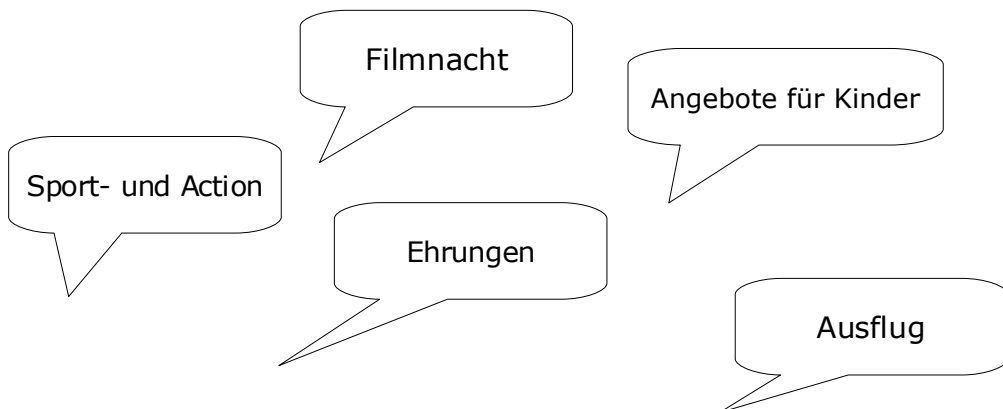 Filmnacht
Angebote für Kinder
Sport- und Action
Ehrungen
Ausflug